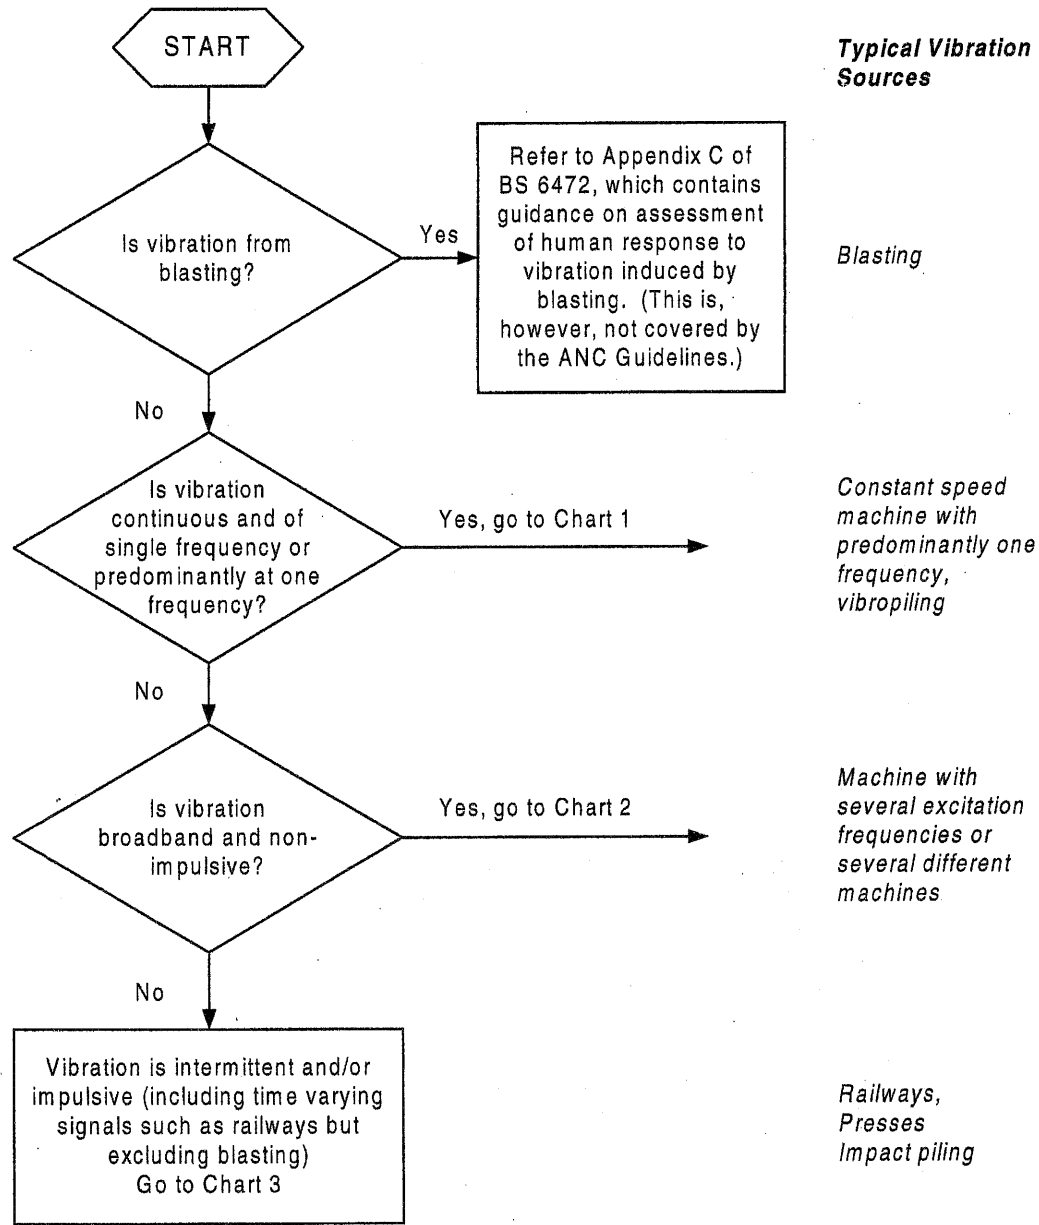 START
Typical Vibration
Sources
Is vibration from
blasting?
Yes
Refer to Appendix C of
BS 6472, which contains
guidance on assessment
of human response to
vibration induced by
blasting. (This is,
however, not covered by
the ANC Guidelines.)
Blasting
No
Is vibration
continuous and of
single frequency or
predominantly at one
frequency?
Yes, go to Chart 1
Constant speed
machine with
predominantly one
frequency,
vibropiling
No
Is vibration
broadband and non-
impulsive?
Yes, go to Chart 2
Machine with
several excitation
frequencies or
several different
machines
No
Vibration is intermittent and/or
impulsive (including time varying
signals such as railways but
excluding blasting)
Go to Chart 3
Railways,
Presses
Impact piling